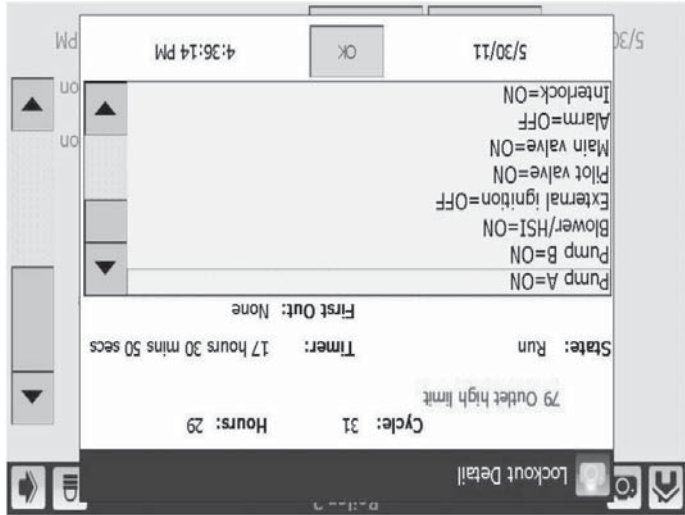 Lockout Detail
Cycle: 31 Hours: 29
79 Outlet high limit
State: Run Timer: 17 hours 30 mins 50 secs
First Out: None
Pump A=ON
Pump B=ON
Blower/HSI=ON
External ignition=OFF
Pilot valve=ON
Main valve=ON
Alarm=OFF
Interlock=ON
5/30/11 OK 4:36:14 PM
PM